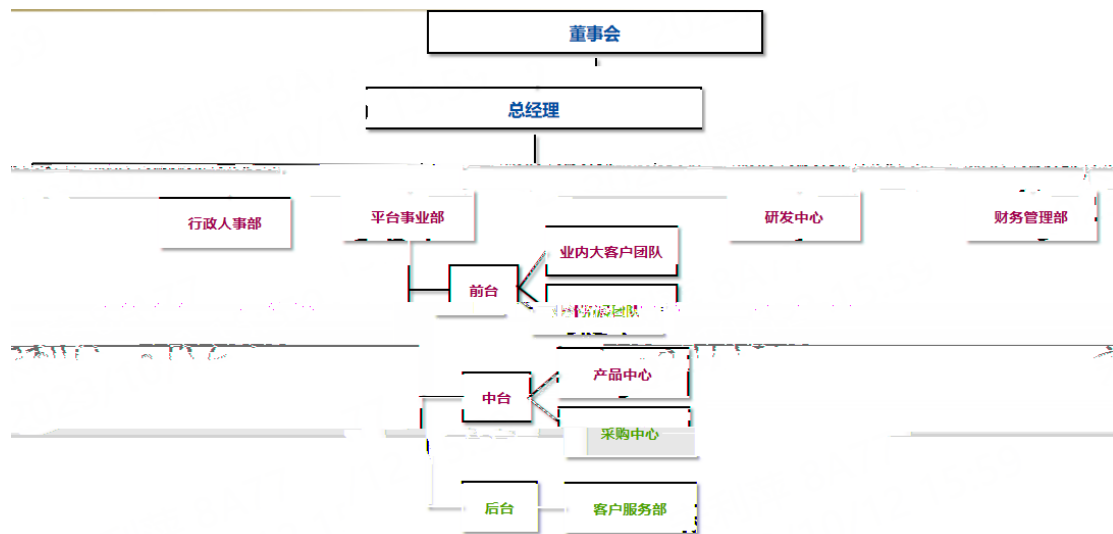 董事会
总经理
行政人事部
平台事业部
研发中心
财务管理部
业内大客户团队
前台
团队
产品中心
中台
采购中心
后台
客户服务部